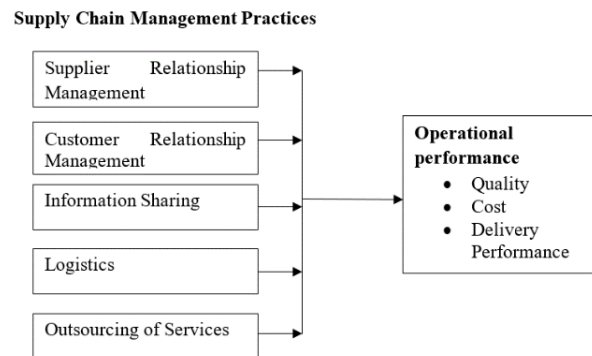 Supply Chain Management Practices
Supplier Relationship
Management
Customer Relationship
Management
Information Sharing
Logistics
Outsourcing of Services
Operational
performance
• Quality
• Cost
• Delivery
Performance